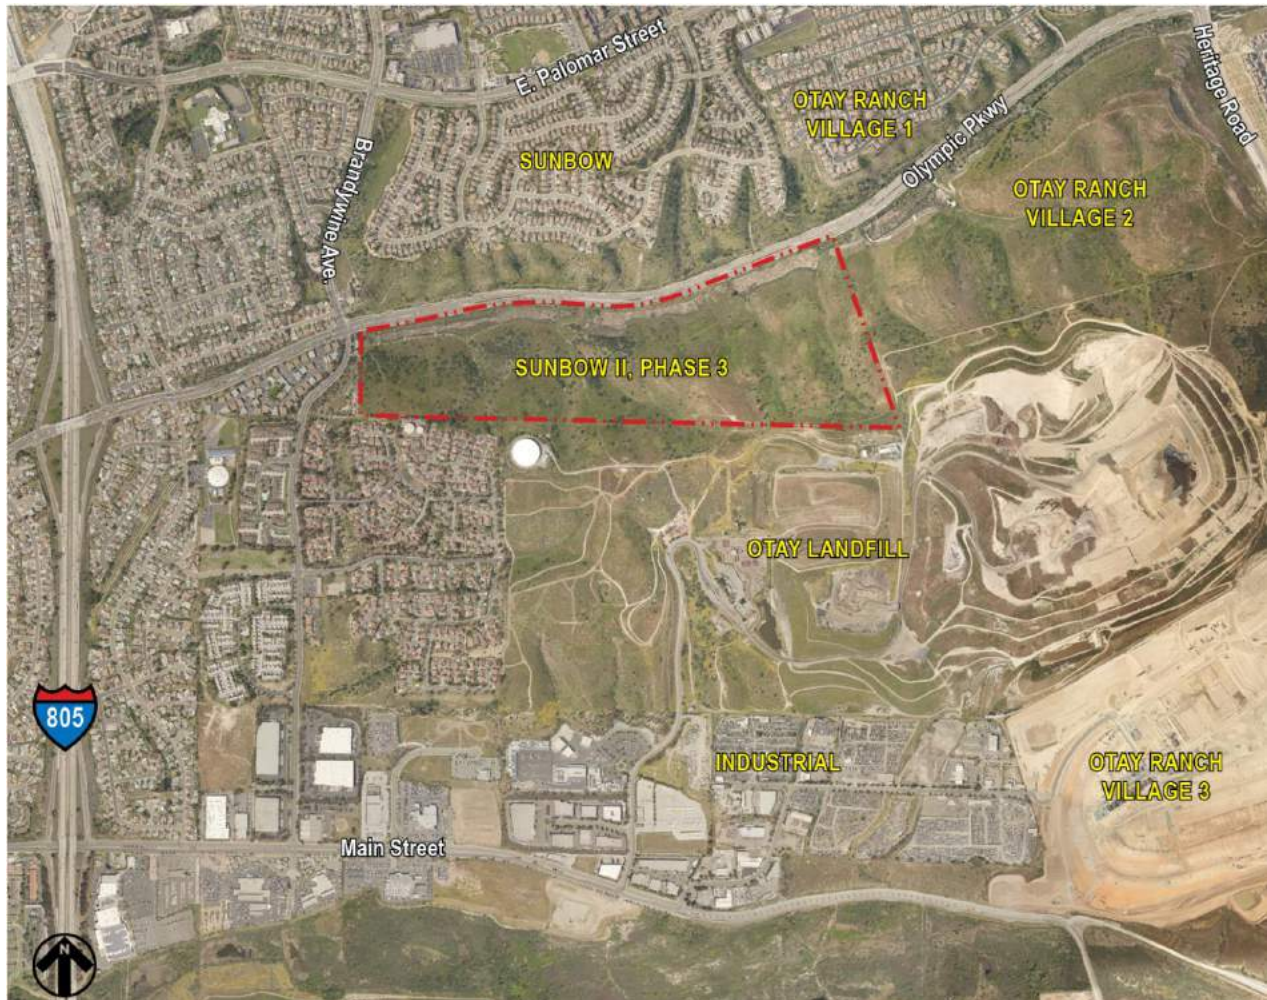 E. Palomar Street
Heritage Road
OTAY RANCH
VILLAGE 1
Olympic Pkwy
Brandywine Ave.
SUNBOW
OTAY RANCH
VILLAGE 2
SUNBOW II, PHASE 3
OTAY LANDFILL
805
INDUSTRIAL
OTAY RANCH
VILLAGE 3
Main Street
N